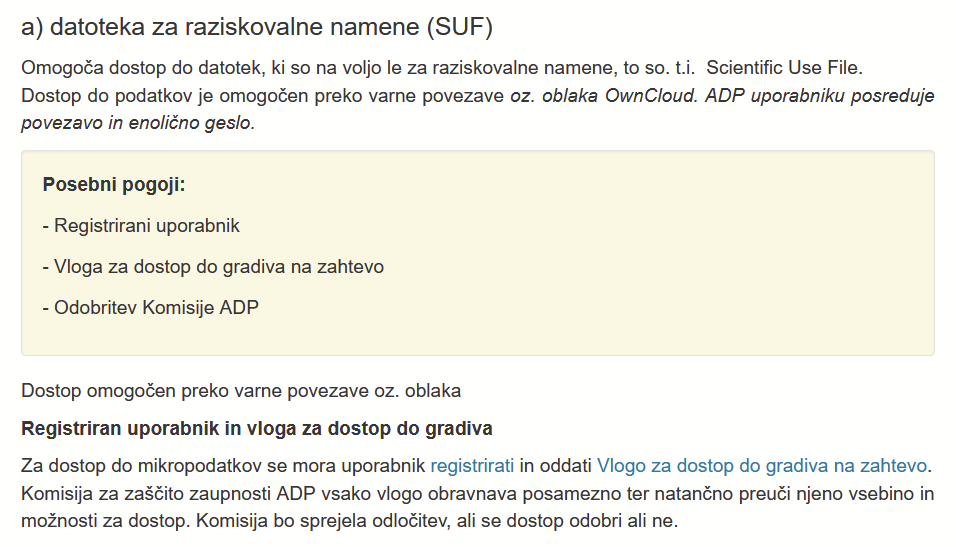 a) datoteka za raziskovalne namene (SUF)
Omogoča dostop do datotek, ki so na voljo le za raziskovalne namene, to so. t.i.  Scientific Use File.
Dostop do podatkov je omogočen preko varne povezave oz. oblaka OwnCloud. ADP uporabniku posreduje
povezavo in enolično geslo.
Posebni pogoji:
- Registrirani uporabnik
- Vloga za dostop do gradiva na zahtevo
- Odobritev Komisije ADP
Dostop omogočen preko varne povezave oz. oblaka
Registriran uporabnik in vloga za dostop do gradiva
Za dostop do mikropodatkov se mora uporabnik registrirati in oddati Vlogo za dostop do gradiva na zahtevo.
Komisija za zaščito zaupnosti ADP vsako vlogo obravnava posamezno ter natančno preuči njeno vsebino in
možnosti za dostop. Komisija bo sprejela odločitev, ali se dostop odobri ali ne.